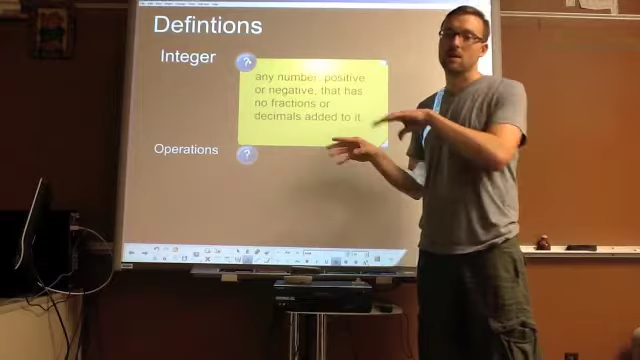 Defintions
Integer
?
any number, positive
or negative, that has
no fractions or
decimals added to it
Operations
?